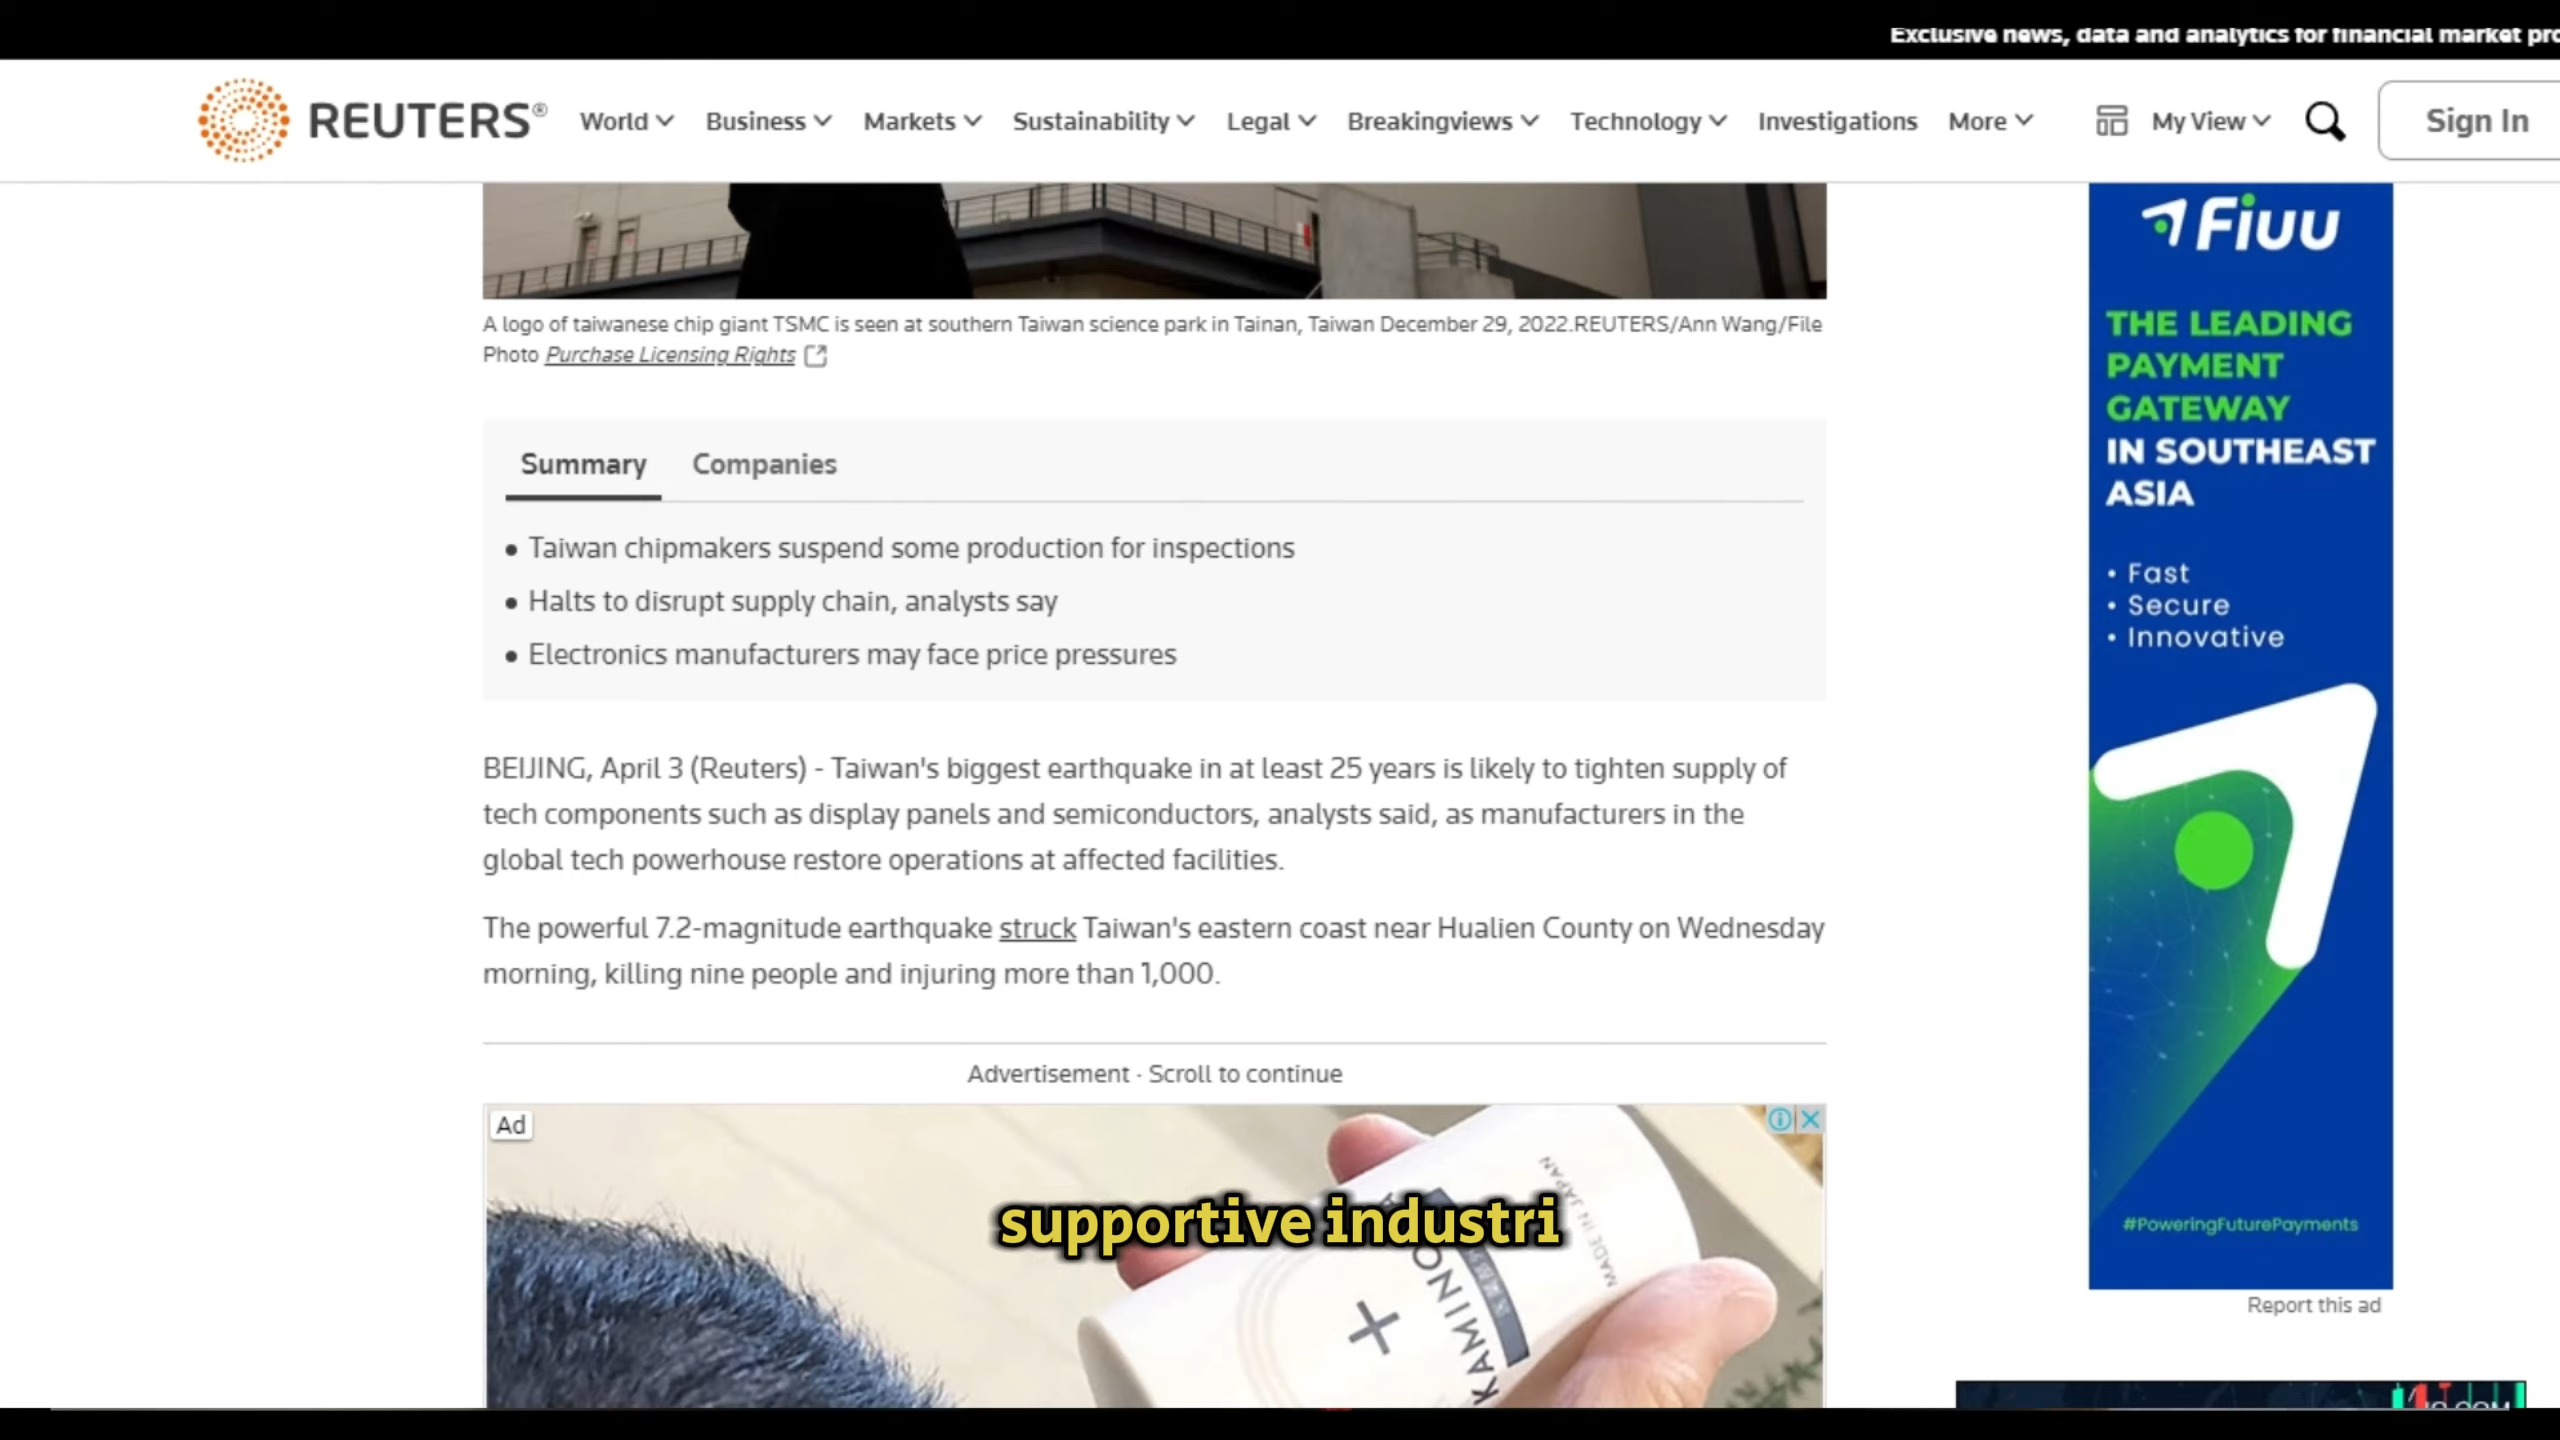 Exclusive news, data and analytics for financial market pro
REUTERS®
World Business Markets Sustainability Legal Breakingviews Technology Investigations More My View Sign In
A logo of taiwanese chip giant TSMC is seen at southern Taiwan science park in Tainan, Taiwan December 29, 2022.REUTERS/Ann Wang/File
Photo Purchase Licensing Rights
Summary Companies
• Taiwan chipmakers suspend some production for inspections
• Halts to disrupt supply chain, analysts say
• Electronics manufacturers may face price pressures
BEIJING, April 3 (Reuters) - Taiwan's biggest earthquake in at least 25 years is likely to tighten supply of
tech components such as display panels and semiconductors, analysts said, as manufacturers in the
global tech powerhouse restore operations at affected facilities.
The powerful 7.2-magnitude earthquake struck Taiwan's eastern coast near Hualien County on Wednesday
morning, killing nine people and injuring more than 1,000.
Advertisement · Scroll to continue
Ad
MADE IN JAPAN
KAMINO
supportive industri
Fiuu
THE LEADING
PAYMENT
GATEWAY
IN SOUTHEAST
ASIA
• Fast
• Secure
• Innovative
#PoweringFuturePayments
Report this ad